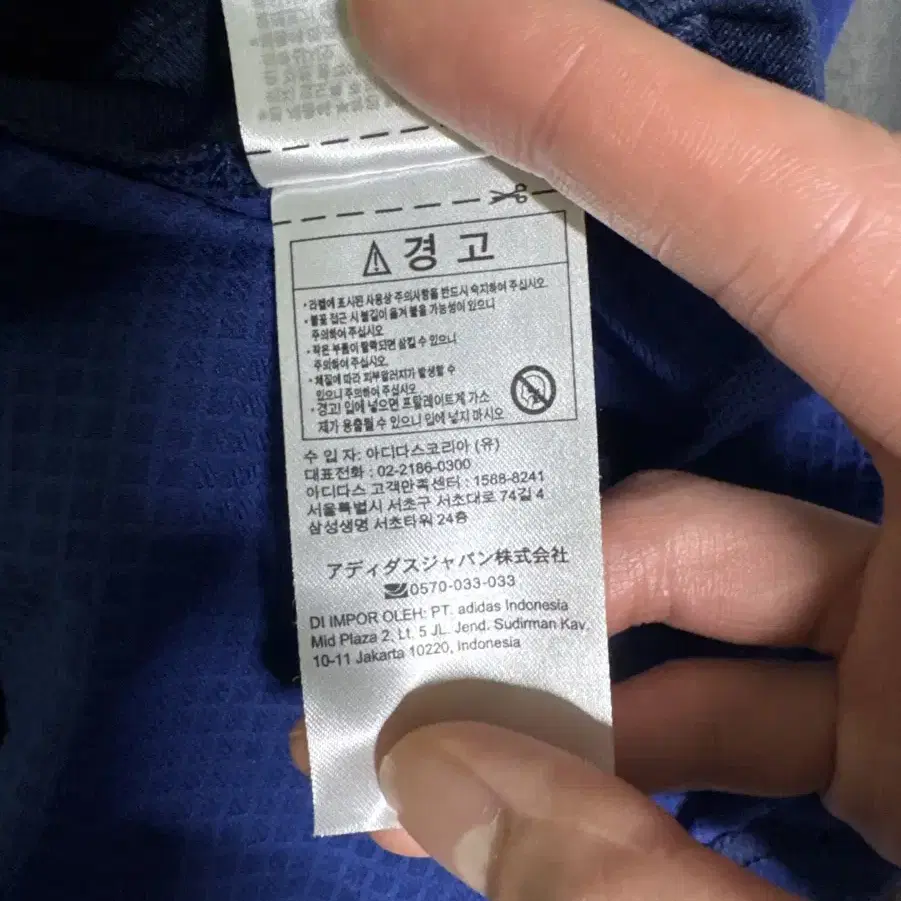 경 고
· 라벨에 표시된 사용상 주의사항을 반드시 숙지하여 주십시오.
· 불꽃 접근 시 불길이 옮겨 붙을 가능성이 있으니
주의하여 주십시오
· 작은 부품이 탈락되면 삼킬 수 있으니
주의하여 주십시오.
· 체질에 따라 피부알러지가 발생할 수
있으니 주의하여 주십시오
· 경고! 입에 넣으면 프탈레이트계 가소
제가 용출될 수 있으니 입에 넣지 마시오
수 입 자: 아디다스코리아 (유)
대표전화 : 02-2186-0300
아디다스 고객만족센터 : 1588-8241
서울특별시 서초구 서초대로 74길 4
삼성생명 서초타워 24층
アディダスジャパン株式会社
0570-033-033
DI IMPOR OLEH: PT. adidas Indonesia
Mid Plaza 2, Lt. 5 JL. Jend. Sudirman Kav.
10-11 Jakarta 10220, Indonesia